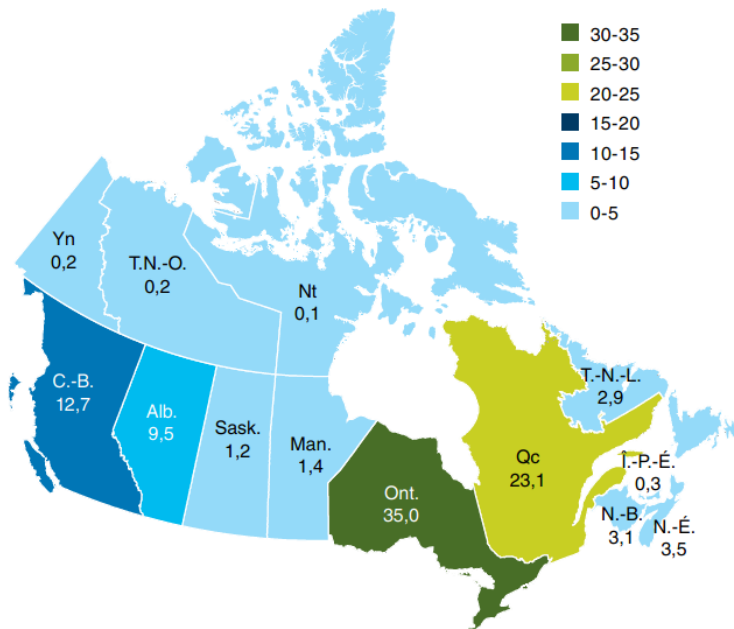 30-35
25-30
20-25
15-20
10-15
5-10
0-5
Yn
0,2
T.N.-O.
0,2
Nt
0,1
C.-B.
12,7
Alb.
9,5
Sask.
1,2
Man.
1,4
Ont.
35,0
Qc
23,1
T.-N.-L.
2,9
Î.-P.-É.
0,3
N.-B.
3,1
N.-É.
3,5